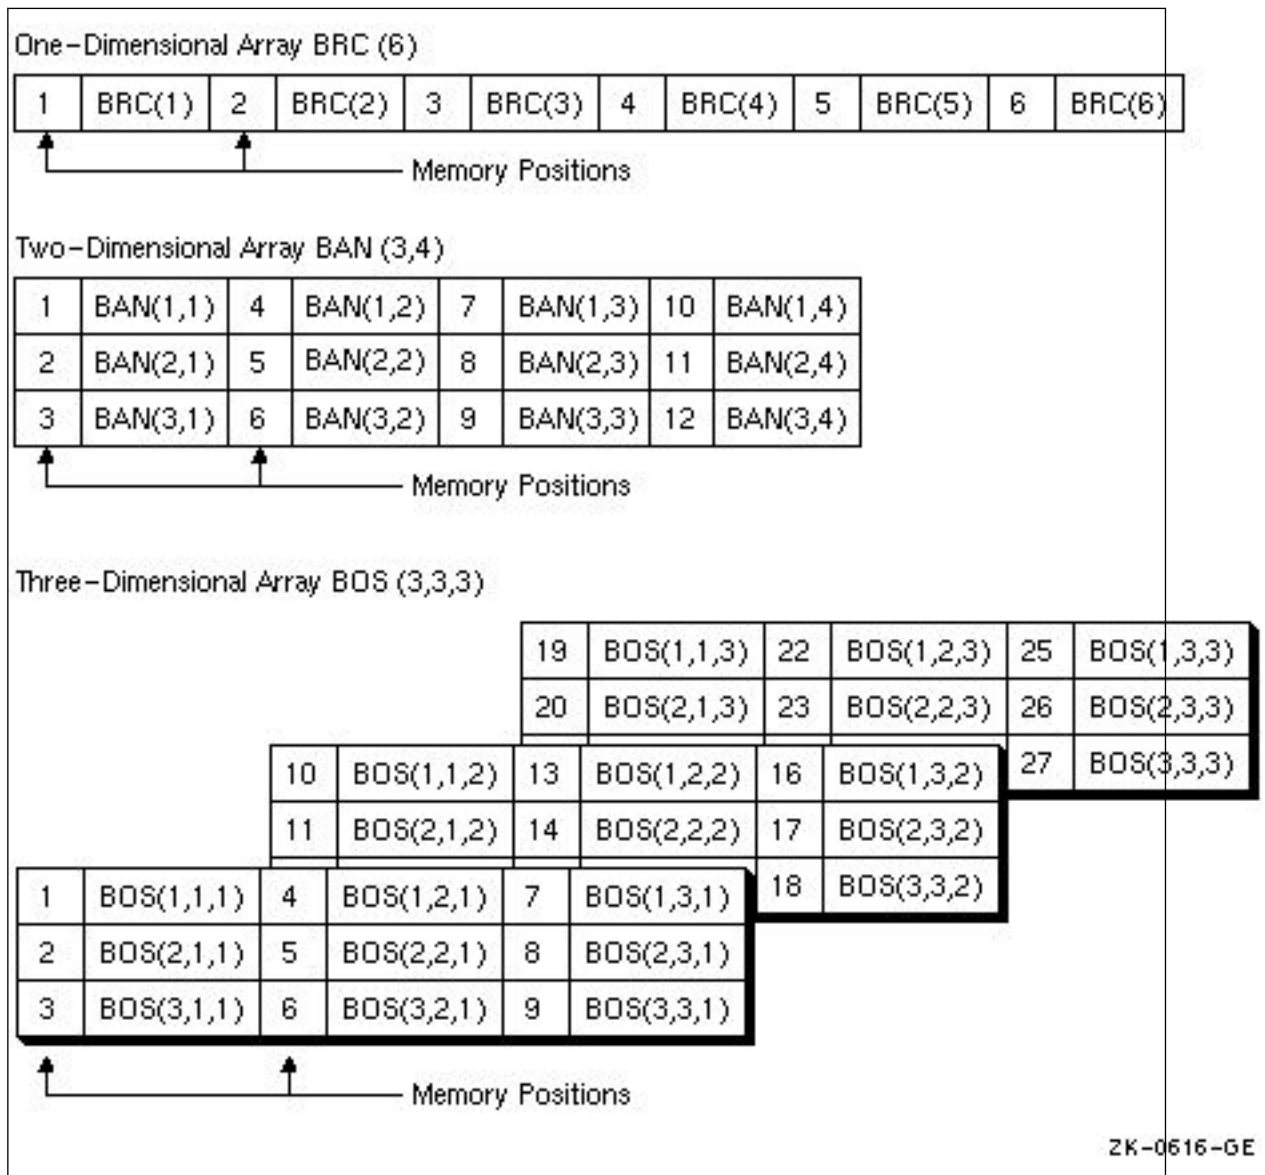 One-Dimensional Array BRC (6)
1 BRC(1) 2 BRC(2) 3 BRC(3) 4 BRC(4) 5 BRC(5) 6 BRC(6)
Memory Positions
Two-Dimensional Array BAN (3,4)
1 BAN(1,1) 4 BAN(1,2) 7 BAN(1,3) 10 BAN(1,4)
2 BAN(2,1) 5 BAN(2,2) 8 BAN(2,3) 11 BAN(2,4)
3 BAN(3,1) 6 BAN(3,2) 9 BAN(3,3) 12 BAN(3,4)
Memory Positions
Three-Dimensional Array BOS (3,3,3)
19 BOS(1,1,3) 22 BOS(1,2,3) 25 BOS(1,3,3)
20 BOS(2,1,3) 23 BOS(2,2,3) 26 BOS(2,3,3)
27 BOS(3,3,3)
10 BOS(1,1,2) 13 BOS(1,2,2) 16 BOS(1,3,2)
11 BOS(2,1,2) 14 BOS(2,2,2) 17 BOS(2,3,2)
18 BOS(3,3,2)
1 BOS(1,1,1) 4 BOS(1,2,1) 7 BOS(1,3,1)
2 BOS(2,1,1) 5 BOS(2,2,1) 8 BOS(2,3,1)
3 BOS(3,1,1) 6 BOS(3,2,1) 9 BOS(3,3,1)
Memory Positions
ZK-0616-GE